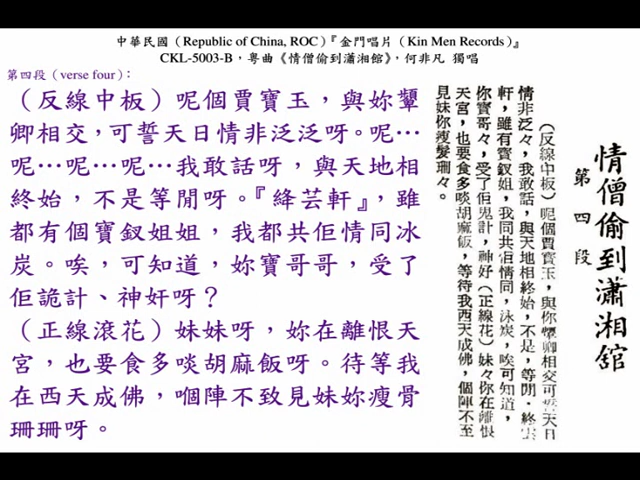 中華民國（Republic of China, ROC）『金門唱片（Kin Men Records）』
CKL-5003-B，粵曲《情僧偷到瀟湘館》，何非凡 獨唱
第四段（verse four）：
（反線中板）呢個賈寶玉，與妳顰
卿相交，可誓天日情非泛泛呀。呢…
呢…呢…呢…我敢話呀，與天地相
終始，不是等閒呀。『絳芸軒』，雖
都有個寶釵姐姐，我都共佢情同冰
炭。唉，可知道，妳寶哥哥，受了
佢詭計、神奸呀？
（正線滾花）妹妹呀，妳在離恨天
宮，也要食多啖胡麻飯呀。待等我
在西天成佛，個陣不致見妹妳瘦骨
珊珊呀。
情僧偷到瀟湘舘
第四段
（反線中板）呢個賈寶玉，與你顰卿相交可誓天日
情非泛々，我敢話，與天地相終始，不是，等閒．絳雲
軒，雖有寶釵姐，我同共佢情同，泳炭，唉可知道，
你寶哥々，受了佢鬼計，神好（正線花）妹々你在離恨
天宮，也要食多啖胡麻飯，等待我西天成佛，個陣不至
見妹你瘦髮珊々。